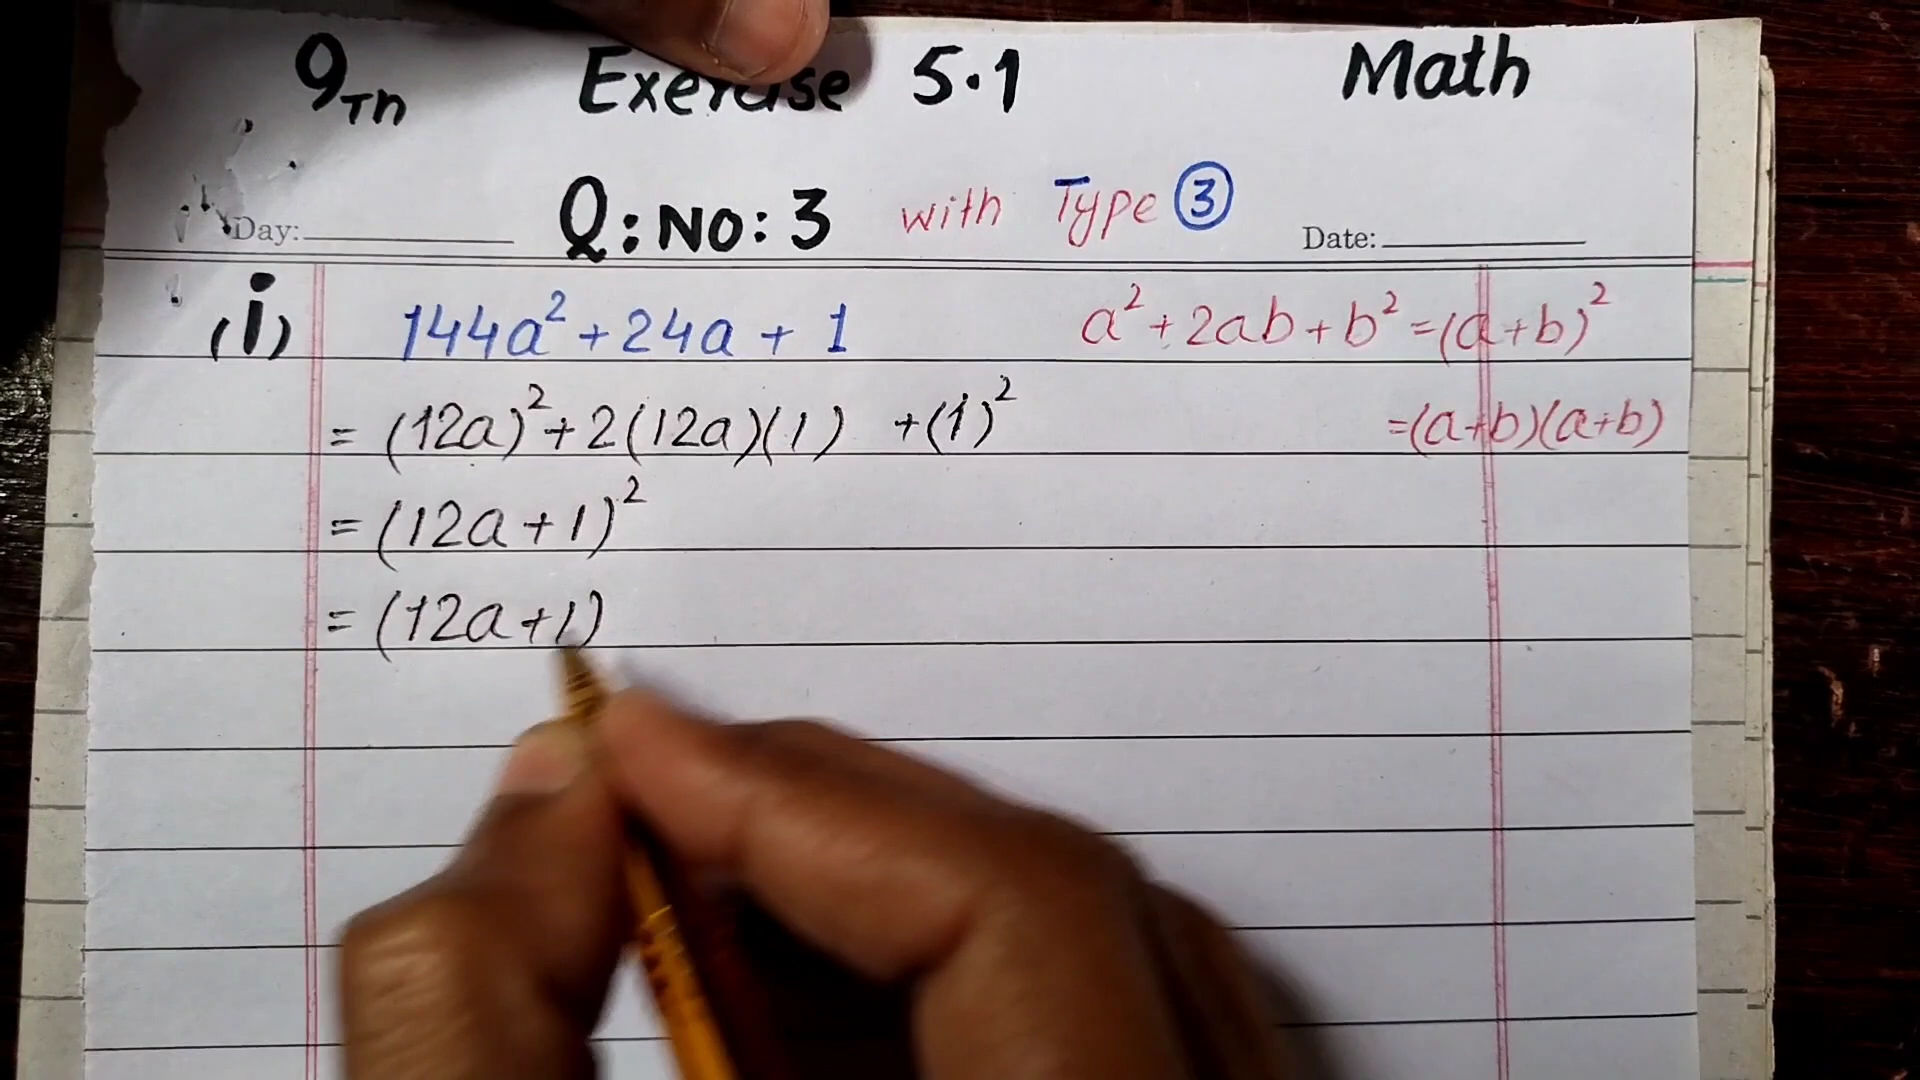 9Th Exercise 5.1 Math
Q: No: 3 with Type ③
Day: Date:
(i) 144a² + 24a + 1 a² + 2ab + b² = (a+b)²
= (12a)² + 2(12a)(1) + (1)² = (a+b)(a+b)
= (12a + 1)²
= (12a+1)